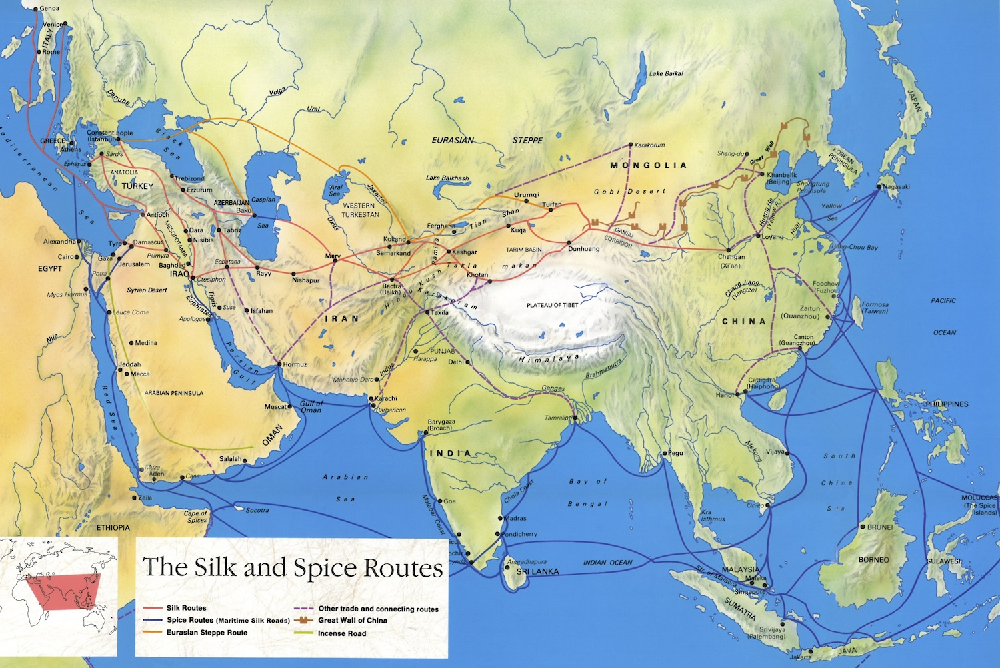 Genoa
Venice
ITALY
Rome
Danube
Volga
Ural
Lake Baikal
JAPAN
Mediterranean
Sea
GREECE
Athens
Constantinople
(Istanbul)
Black
Sea
Ephesus
Sardis
ANATOLIA
TURKEY
Trebizond
Erzurum
AZERBAIJAN
Baku
Caspian
Sea
Aral
Sea
Jaxartes
Oxus
WESTERN
TURKESTAN
EURASIAN
STEPPE
Lake Balkhash
Karakorum
MONGOLIA
Gobi Desert
Shang-du
Great Wall
Khanbalik
(Beijing)
KOREAN
PENINSULA
Shangtung
Peninsula
Nagasaki
Yellow
Sea
Huang He
(Yellow R.)
Huai
Loyang
Hang-Chou Bay
Urumqi
Turfan
Tian Shan
Kuqa
Ferghana
Kokand
Samarkand
Pamirs
Kashgar
TARIM BASIN
Takla makan
Khotan
Dunhuang
GANSU
CORRIDOR
Changan
(Xi'an)
Antioch
Alexandria
Cairo
EGYPT
Tyre
Damascus
Gaza
Jerusalem
Palmyra
Petra
Myos Hormus
MESOPOTAMIA
Dara
Nisibis
Tabriz
Ecbatana
Baghdad
IRAQ
Ctesiphon
Rayy
Nishapur
Merv
Bactra
(Balkh)
Hindu Kush
Karakoram
Taxila
PLATEAU OF TIBET
Himalaya
Brahmaputra
Syrian Desert
Tigris
Euphrates
Susa
Apologos
Isfahan
IRAN
Leuce Come
Nile
Medina
Jeddah
Mecca
Red Sea
ARABIAN PENINSULA
Persian
Gulf
Hormuz
Muscat
Gulf of
Oman
OMAN
Salalah
Muza
Aden
Cana
Zeila
ETHIOPIA
Cape of
Spices
Socotra
Arabian
Sea
PUNJAB
Harappa
Indus
Mohenjo-Daro
Karachi
Barbaricon
Delhi
Ganges
Tamralipti
Barygaza
(Broach)
INDIA
Goa
Malabar Coast
Chola Coast
Madras
Pondicherry
Anuradhapura
SRI LANKA
Bay of
Bengal
INDIAN OCEAN
CHINA
Chang Jiang
(Yangtze)
Foochow
(Fuzhou)
Zaitun
(Quanzhou)
Canton
(Guangzhou)
Formosa
(Taiwan)
PACIFIC
OCEAN
Cattigara
(Haiphong)
Hanoi
PHILIPPINES
Pegu
Mekong
Vijaya
Oc-eo
Kra
Isthmus
South
China
Sea
MALAYSIA
Malaka
Singapore
Str. of Malacca
SUMATRA
Srivijaya
(Palembang)
Jakarta
JAVA
BRUNEI
BORNEO
SULAWESI
MOLUCCAS
(The Spice
Islands)
The Silk and Spice Routes
Silk Routes
Spice Routes (Maritime Silk Roads)
Eurasian Steppe Route
Other trade and connecting routes
Great Wall of China
Incense Road